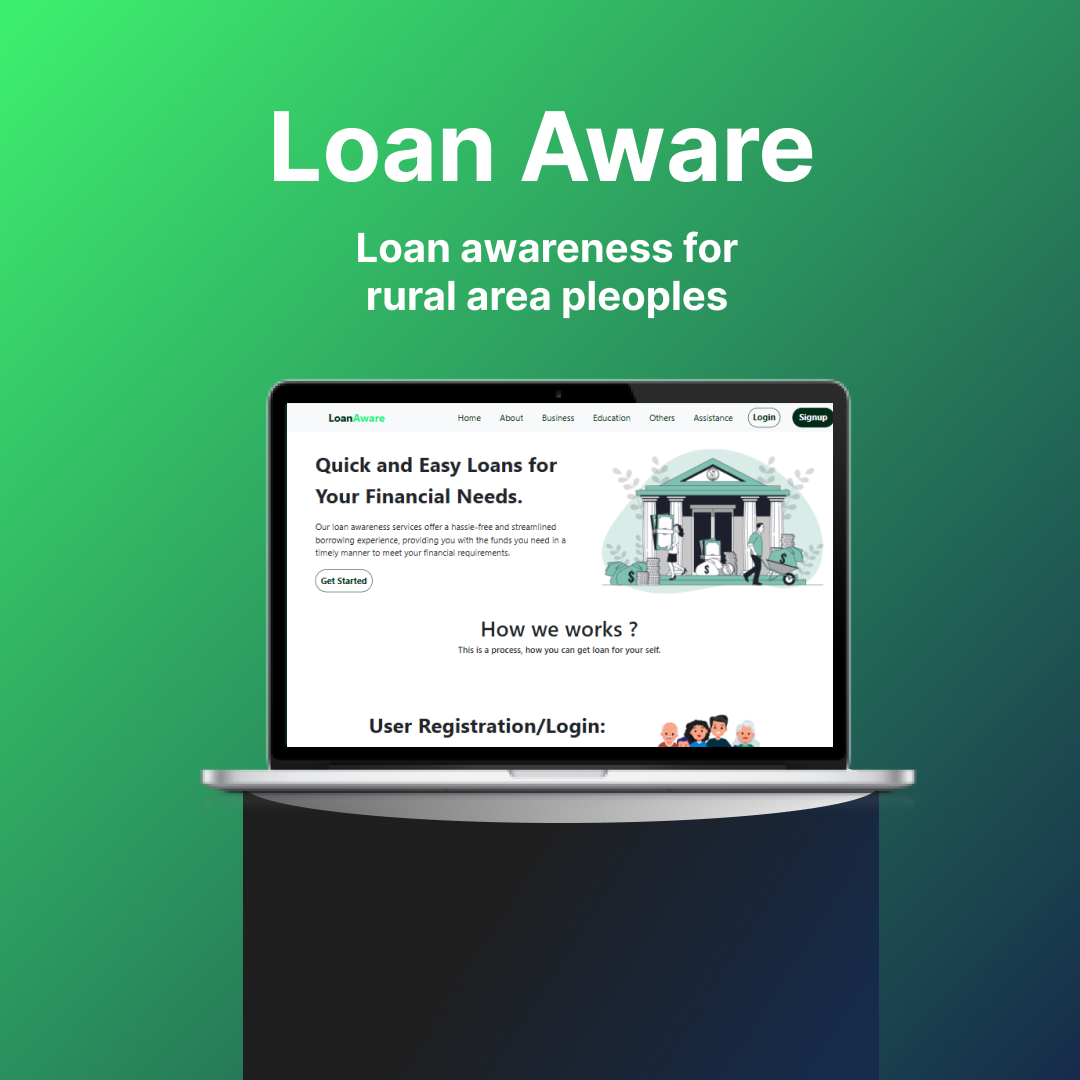 Loan Aware
Loan awareness for
rural area pleoples
LoanAware
Home About Business Education Others Assistance Login Signup
Quick and Easy Loans for
Your Financial Needs.
Our loan awareness services offer a hassle-free and streamlined
borrowing experience, providing you with the funds you need in a
timely manner to meet your financial requirements.
Get Started
How we works ?
This is a process, how you can get loan for your self.
User Registration/Login: